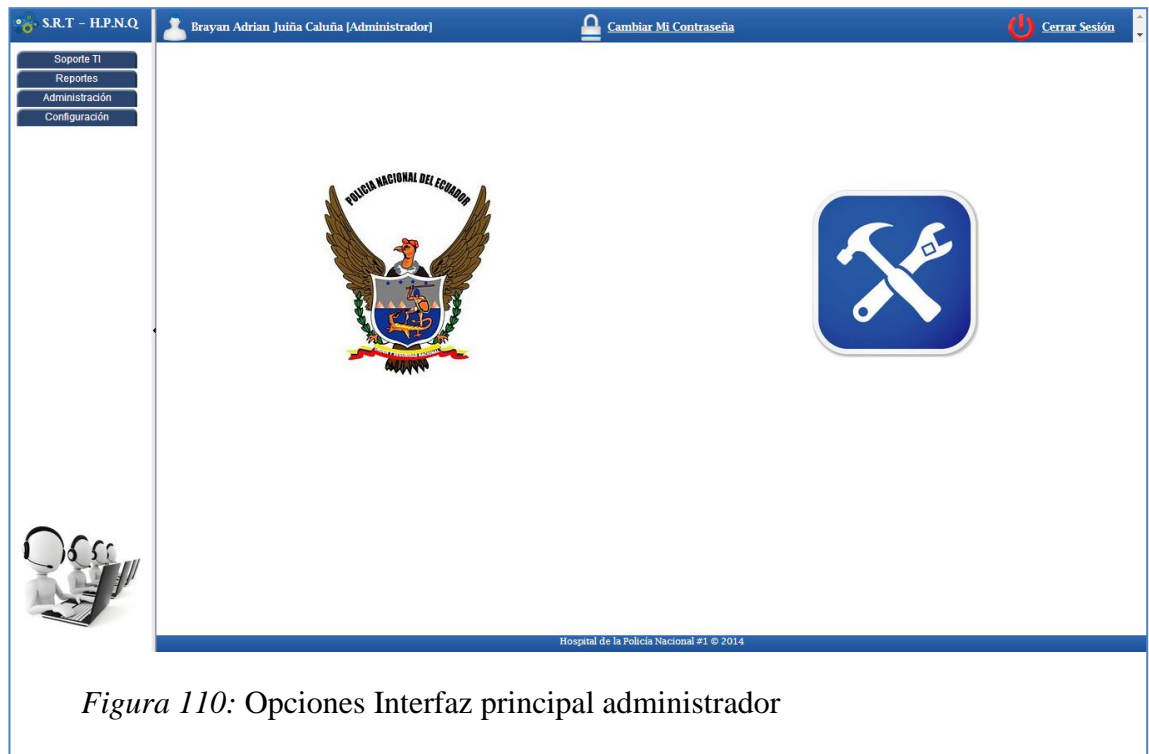 S.R.T – H.P.N.Q
Brayan Adrian Juiña Caluña [Administrador]
Cambiar Mi Contraseña
Cerrar Sesión
Soporte TI
Reportes
Administración
Configuración
POLICIA NACIONAL DEL ECUADOR
Hospital de la Policía Nacional #1 © 2014
Figura 110: Opciones Interfaz principal administrador